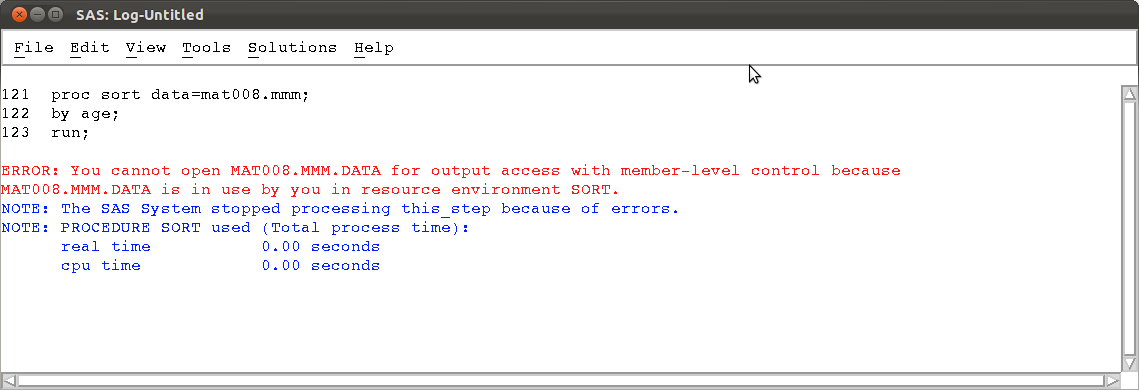 SAS: Log-Untitled
File Edit View Tools Solutions Help
121  proc sort data=mat008.mmm;
122  by age;
123  run;
ERROR: You cannot open MAT008.MMM.DATA for output access with member-level control because
MAT008.MMM.DATA is in use by you in resource environment SORT.
NOTE: The SAS System stopped processing this_step because of errors.
NOTE: PROCEDURE SORT used (Total process time):
real time           0.00 seconds
cpu time            0.00 seconds